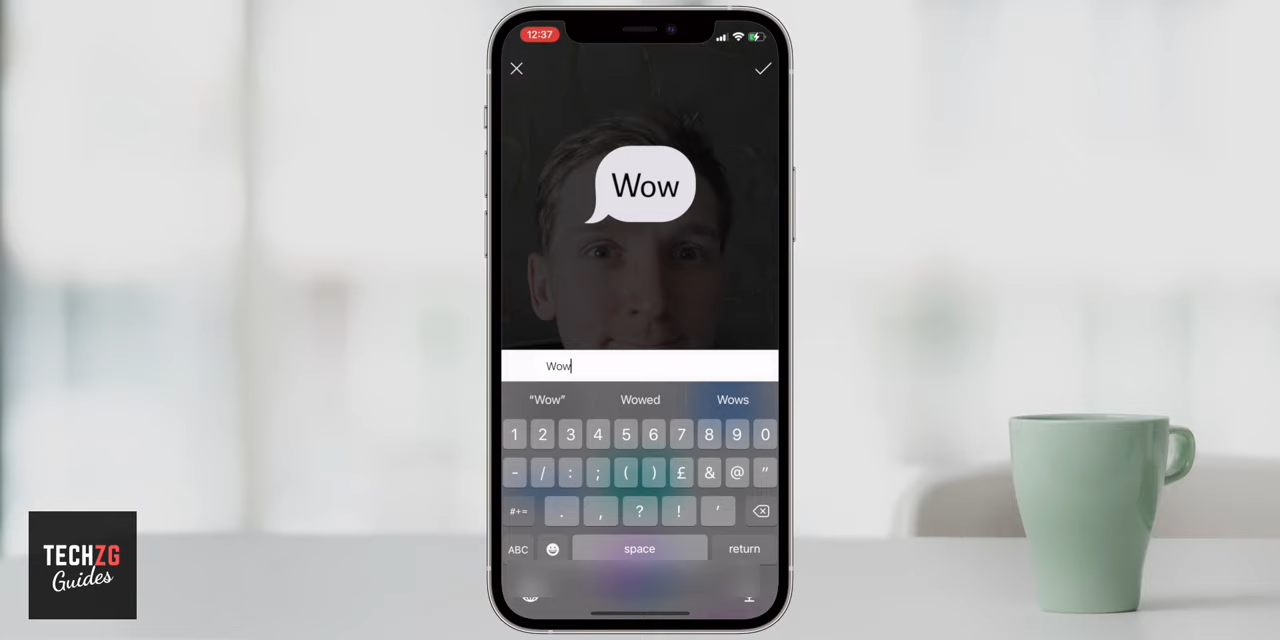 12:37
Wow
Wow
“Wow” Wowed Wows
1 2 3 4 5 6 7 8 9 0
- / : ; ( ) £ & @ "
#+= . , ? ! '
ABC space return
TECHZG
Guides